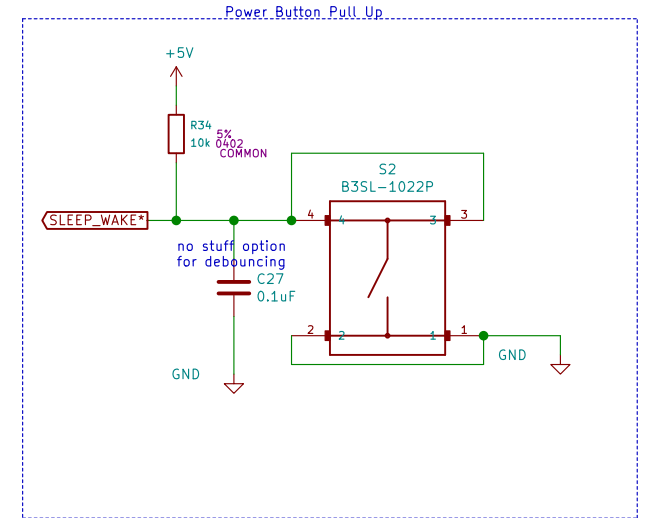 Power Button Pull Up
+5V
R34
5%
10k 0402
COMMON
S2
B3SL-1022P
SLEEP_WAKE*
4 4 3 3
no stuff option
for debouncing
C27
0.1uF
2 2 1 1
GND
GND